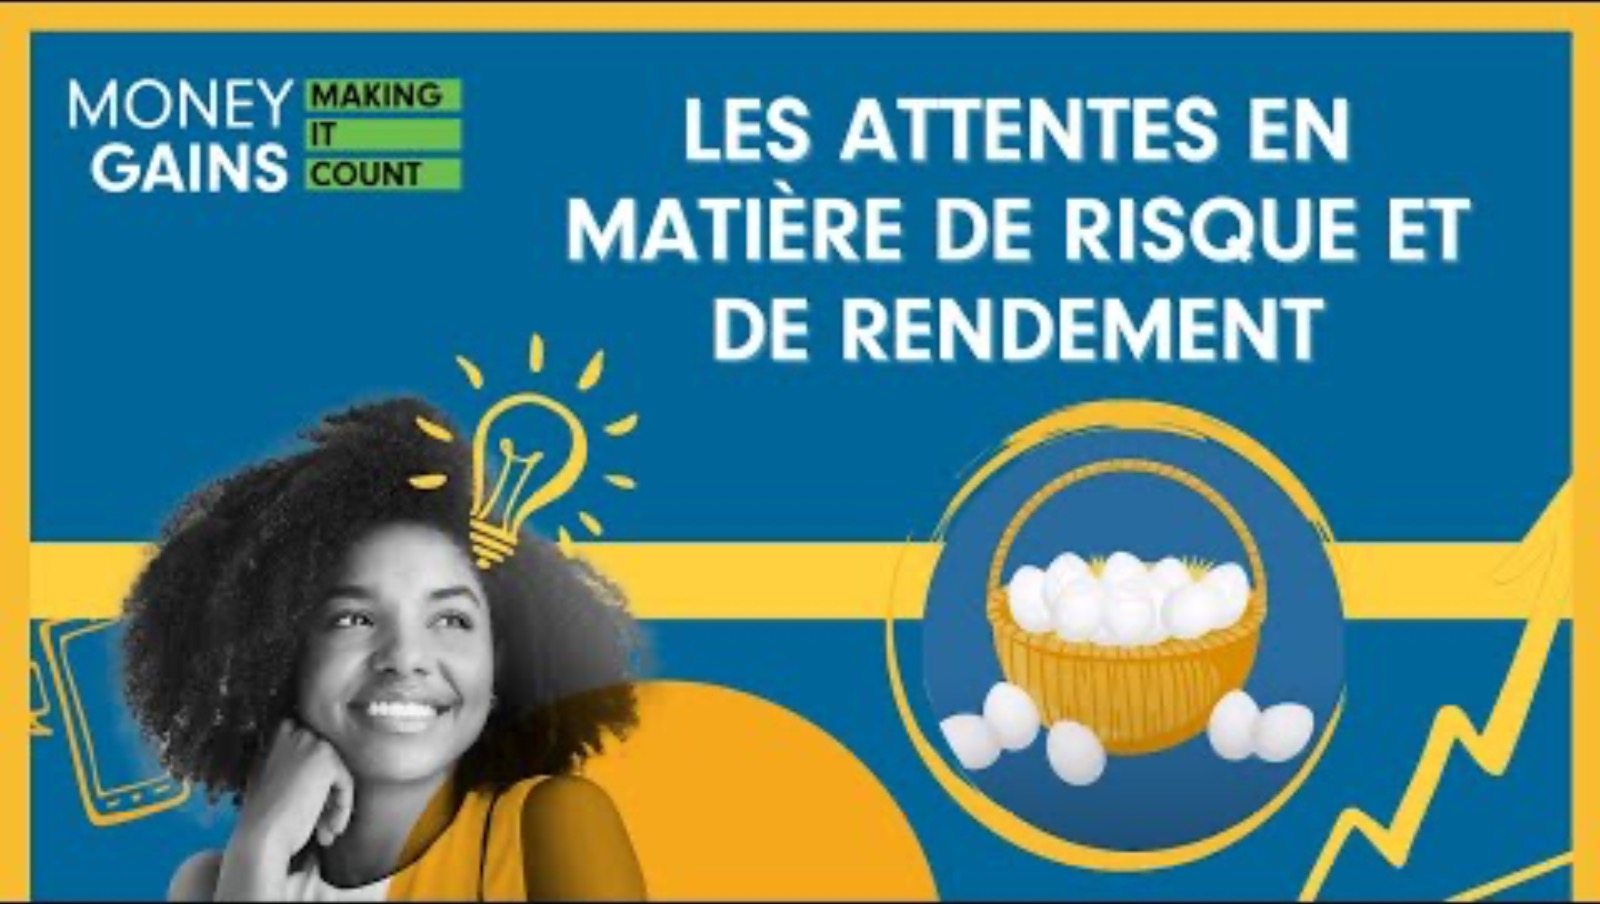 MONEY
GAINS
MAKING
IT
COUNT
LES ATTENTES EN
MATIÈRE DE RISQUE ET
DE RENDEMENT